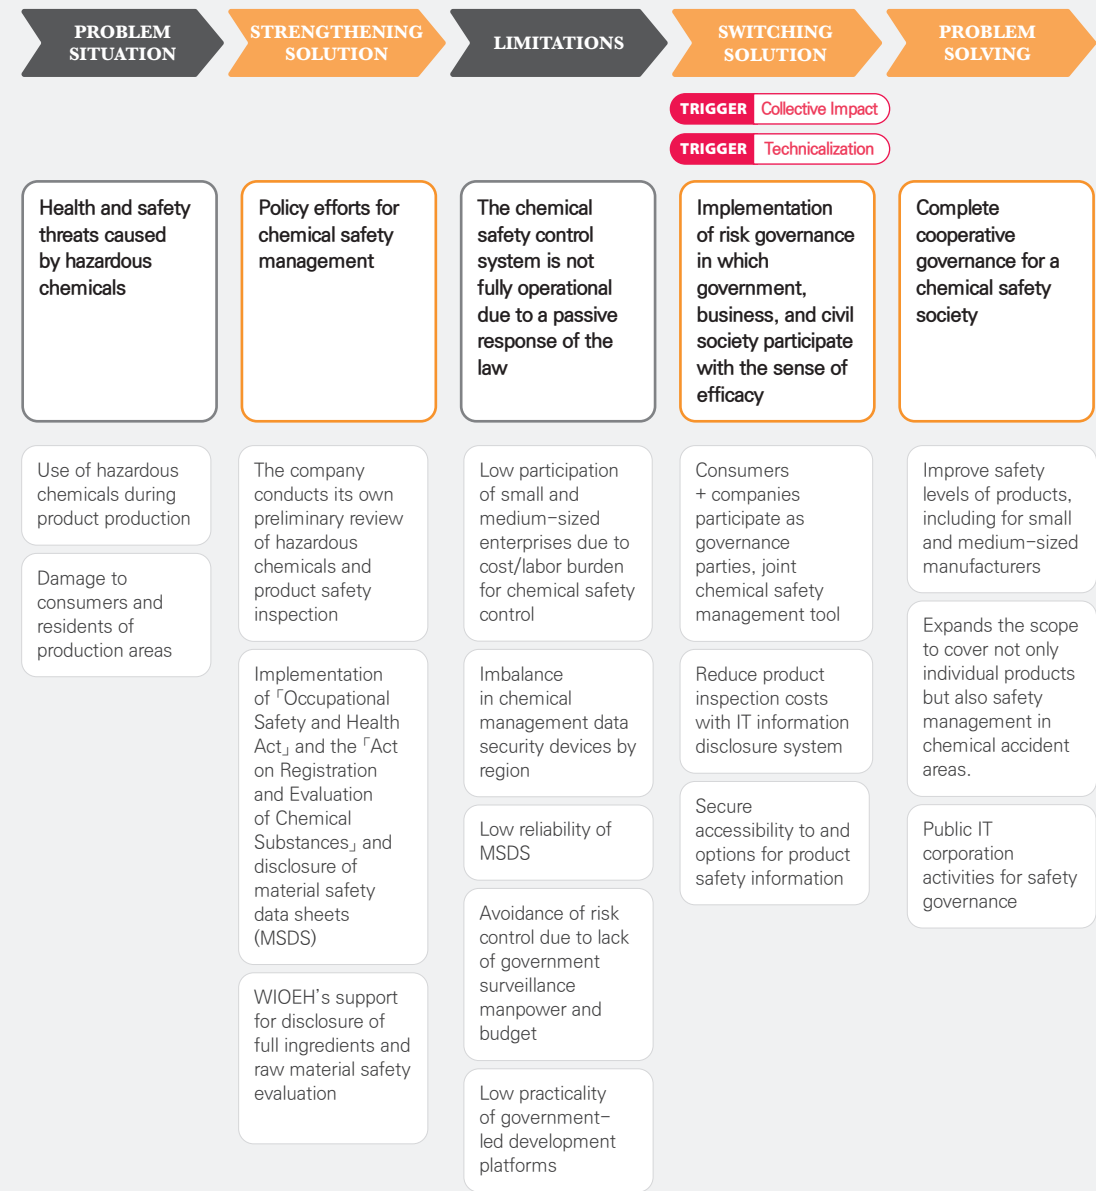 PROBLEM
SITUATION
STRENGTHENING
SOLUTION
LIMITATIONS
SWITCHING
SOLUTION
PROBLEM
SOLVING
TRIGGER Collective Impact
TRIGGER Technicalization
Health and safety
threats caused
by hazardous
chemicals
Policy efforts for
chemical safety
management
The chemical
safety control
system is not
fully operational
due to a passive
response of the
law
Implementation
of risk governance
in which
government,
business, and civil
society participate
with the sense of
efficacy
Complete
cooperative
governance for a
chemical safety
society
Use of hazardous
chemicals during
product production
Damage to
consumers and
residents of
production areas
The company
conducts its own
preliminary review
of hazardous
chemicals and
product safety
inspection
Implementation
of「Occupational
Safety and Health
Act」and the「Act
on Registration
and Evaluation
of Chemical
Substances」and
disclosure of
material safety
data sheets
(MSDS)
WIOEH's support
for disclosure of
full ingredients and
raw material safety
evaluation
Low participation
of small and
medium-sized
enterprises due to
cost/labor burden
for chemical safety
control
Imbalance
in chemical
management data
security devices by
region
Low reliability of
MSDS
Avoidance of risk
control due to lack
of government
surveillance
manpower and
budget
Low practicality
of government-
led development
platforms
Consumers
+ companies
participate as
governance
parties, joint
chemical safety
management tool
Reduce product
inspection costs
with IT information
disclosure system
Secure
accessibility to and
options for product
safety information
Improve safety
levels of products,
including for small
and medium-sized
manufacturers
Expands the scope
to cover not only
individual products
but also safety
management in
chemical accident
areas.
Public IT
corporation
activities for safety
governance